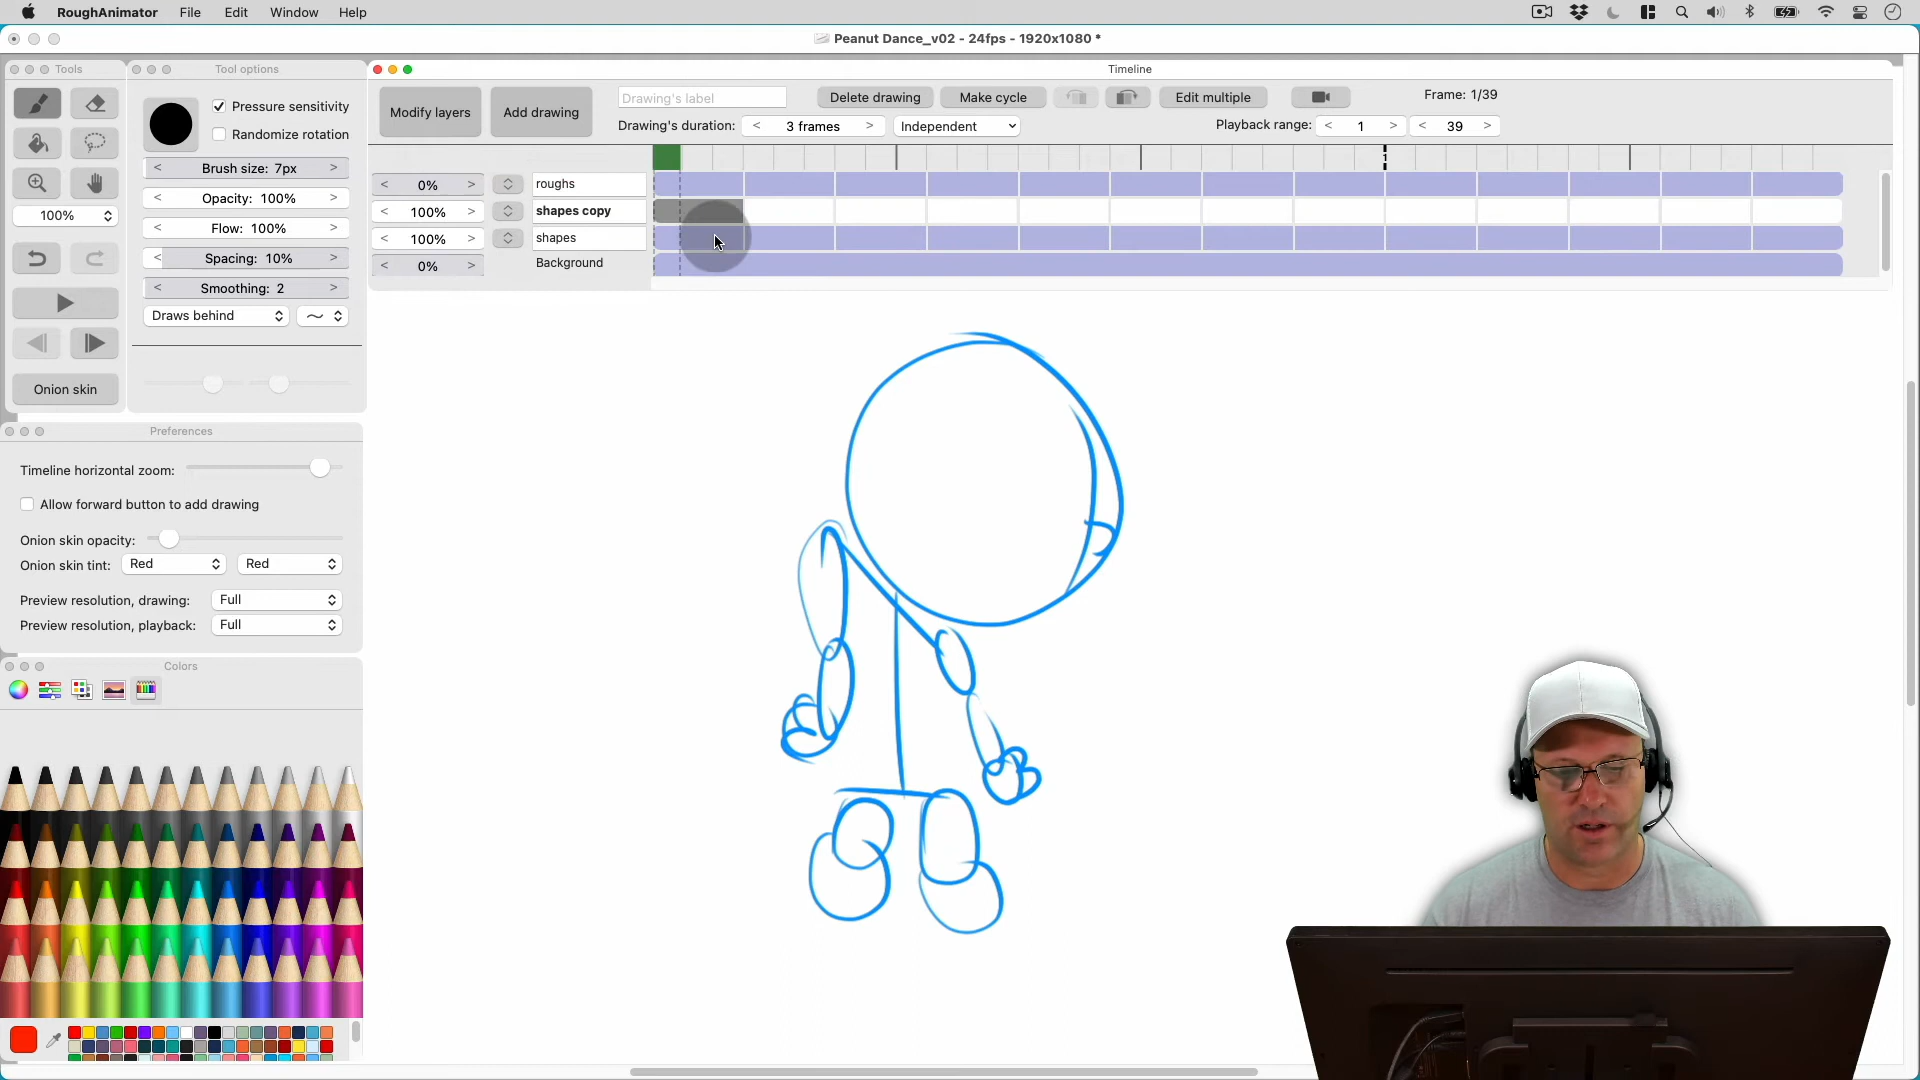 RoughAnimator File Edit Window Help
Peanut Dance_v02 - 24fps - 1920x1080 *
Tools
Tool options
Timeline
Pressure sensitivity
Randomize rotation
Brush size: 7px
Opacity: 100%
Flow: 100%
Spacing: 10%
Smoothing: 2
Draws behind
100%
Onion skin
Modify layers
Add drawing
Drawing's label
Delete drawing
Make cycle
Edit multiple
Frame: 1/39
Drawing's duration: < 3 frames > Independent
Playback range: < 1 > < 39 >
1
< 0% > roughs
< 100% > shapes copy
< 100% > shapes
< 0% > Background
Preferences
Timeline horizontal zoom:
Allow forward button to add drawing
Onion skin opacity:
Onion skin tint: Red Red
Preview resolution, drawing: Full
Preview resolution, playback: Full
Colors